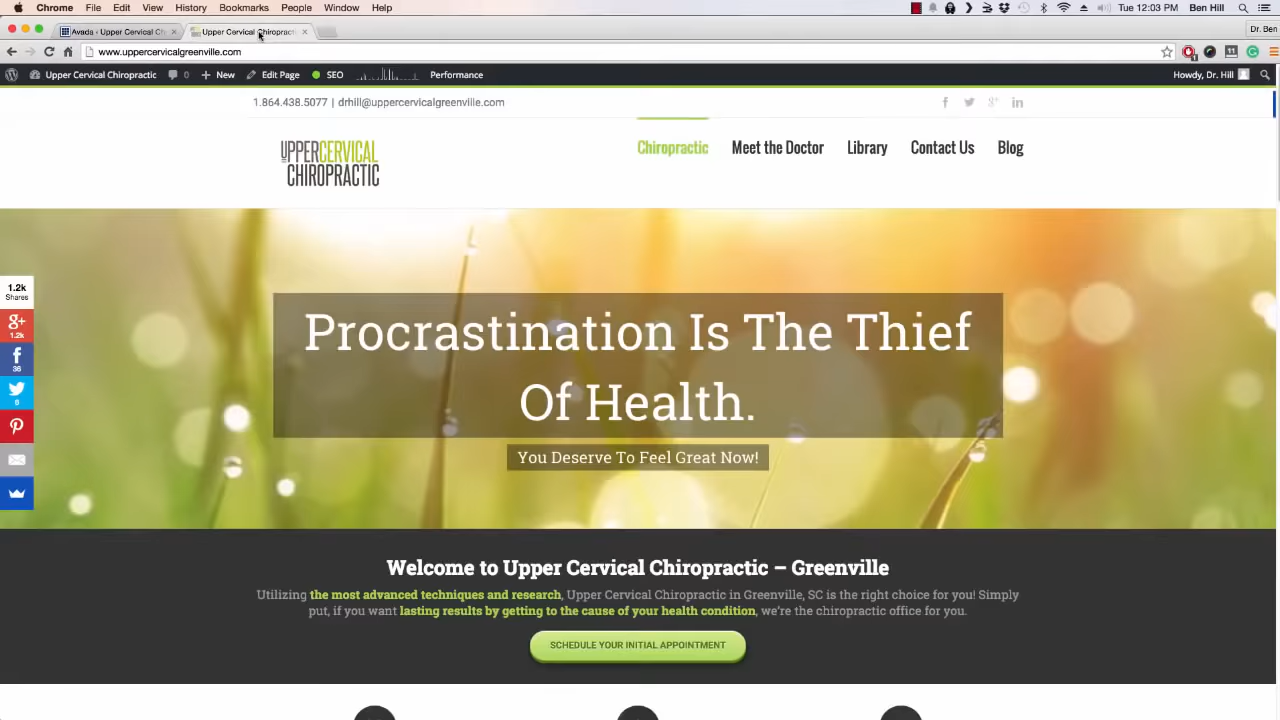 Chrome File Edit View History Bookmarks People Window Help Tue 12:03 PM Ben Hill
Avada - Upper Cervical Ch Upper Cervical Chiropract Dr. Ben
www.uppercervicalgreenville.com
Upper Cervical Chiropractic 0 + New Edit Page SEO Performance Howdy, Dr. Hill
1.864.438.5077 | drhill@uppercervicalgreenville.com
UPPERCERVICAL
CHIROPRACTIC
Chiropractic Meet the Doctor Library Contact Us Blog
1.2k
Shares
1.2k
36
6
Procrastination Is The Thief
Of Health.
You Deserve To Feel Great Now!
Welcome to Upper Cervical Chiropractic – Greenville
Utilizing the most advanced techniques and research, Upper Cervical Chiropractic in Greenville, SC is the right choice for you! Simply
put, if you want lasting results by getting to the cause of your health condition, we're the chiropractic office for you.
SCHEDULE YOUR INITIAL APPOINTMENT